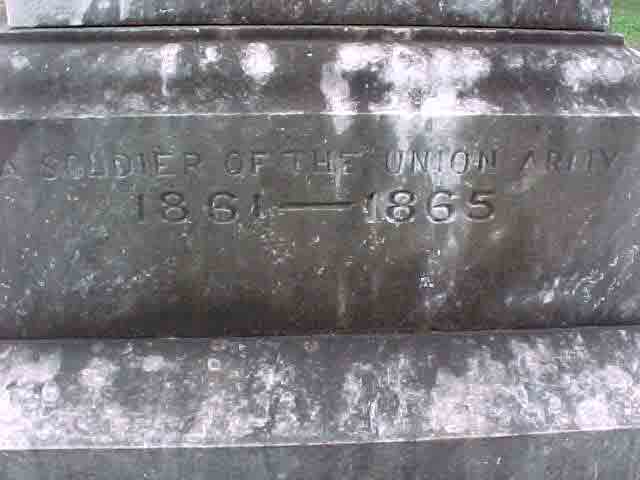 A SOLDIER OF THE UNION ARMY
1861—1865